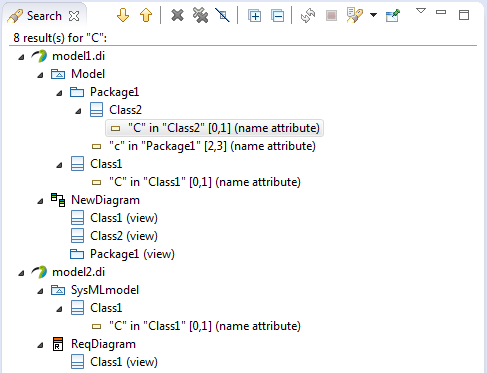 Search
8 result(s) for "C":
model1.di
Model
Package1
Class2
"C" in "Class2" [0,1] (name attribute)
"c" in "Package1" [2,3] (name attribute)
Class1
"C" in "Class1" [0,1] (name attribute)
NewDiagram
Class1 (view)
Class2 (view)
Package1 (view)
model2.di
SysMLmodel
Class1
"C" in "Class1" [0,1] (name attribute)
ReqDiagram
Class1 (view)